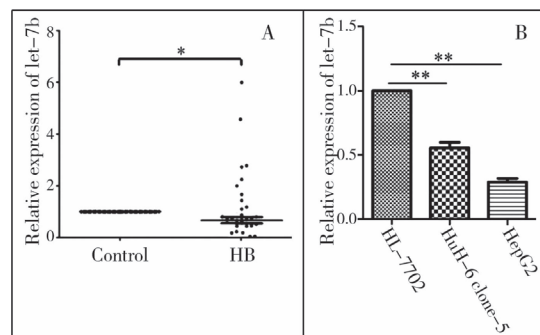 A
Relative expression of let-7b
8
6
4
2
0
*
Control
HB
B
Relative expression of let-7b
1.5
1.0
0.5
0.0
**
**
HL-7702
HuH-6 clone-5
HepG2